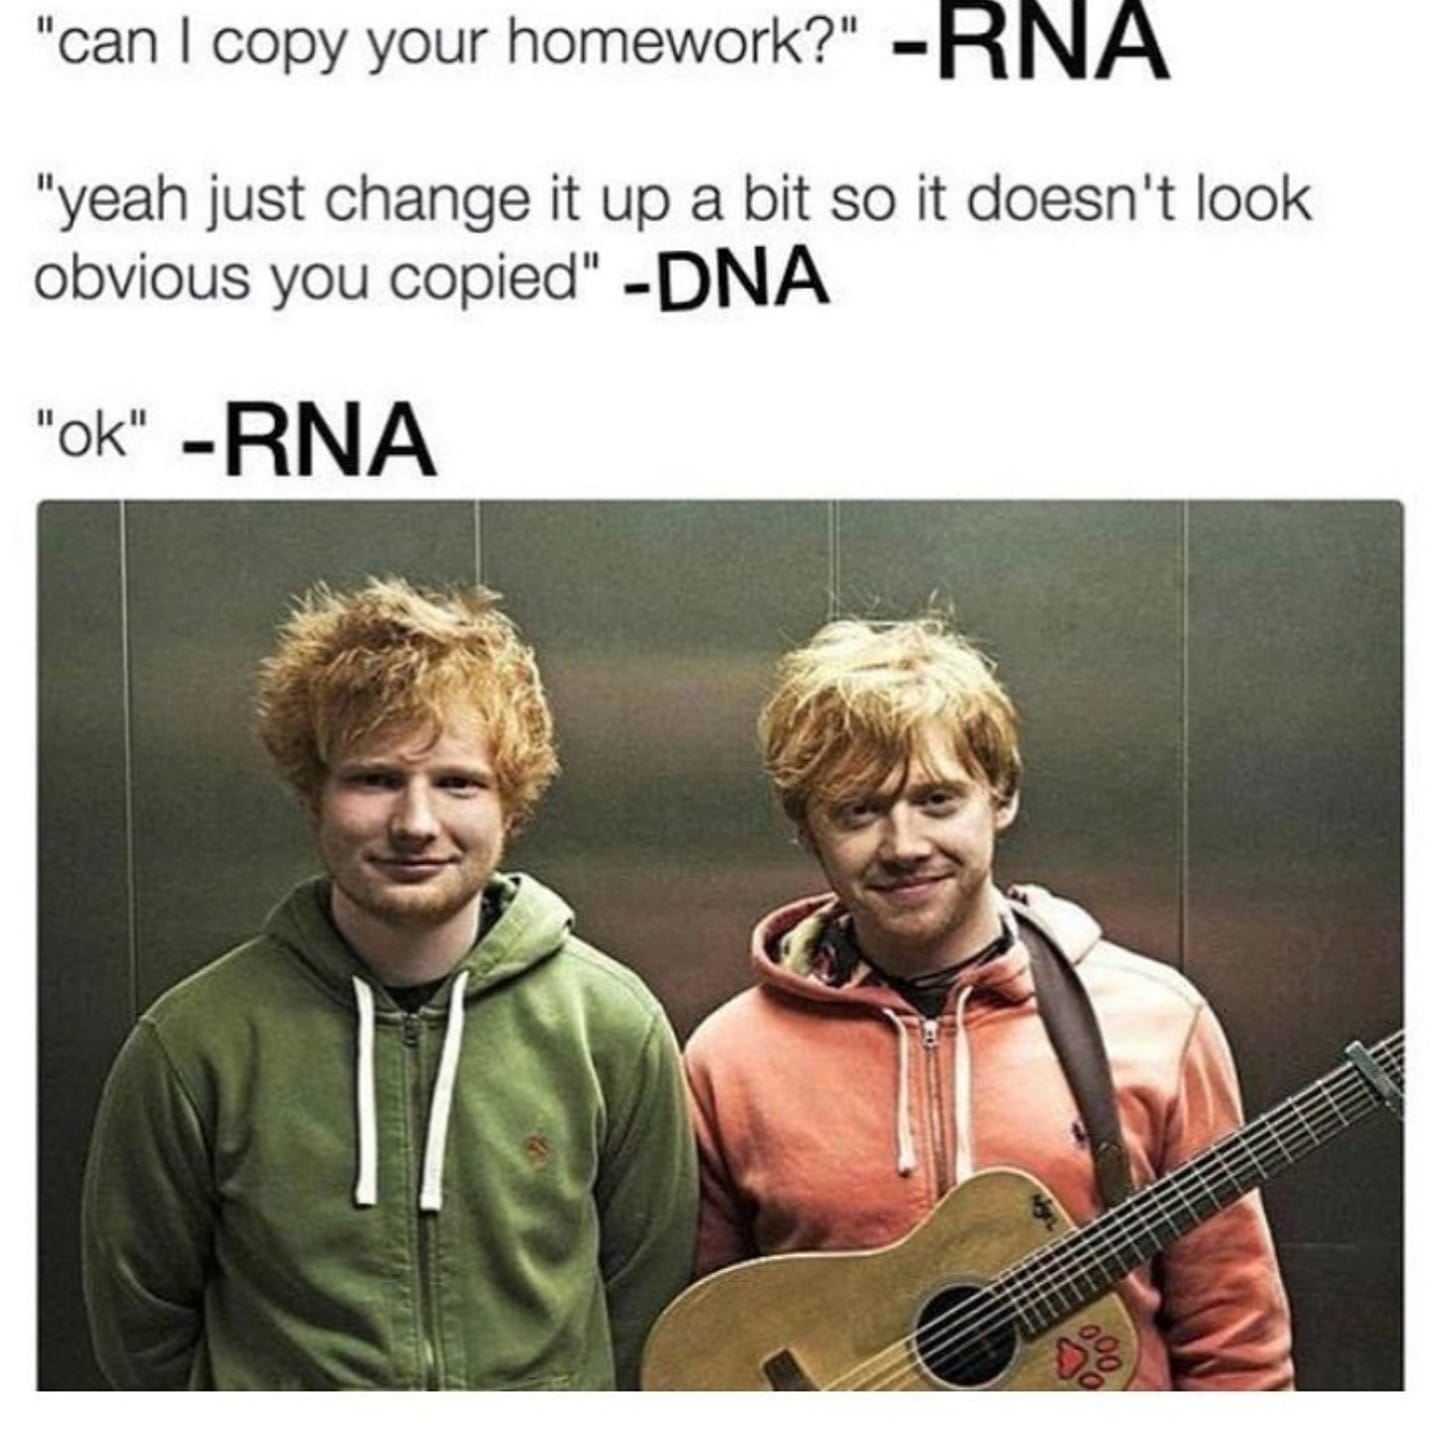 "can I copy your homework?" -RNA
"yeah just change it up a bit so it doesn't look
obvious you copied" -DNA
"ok" -RNA